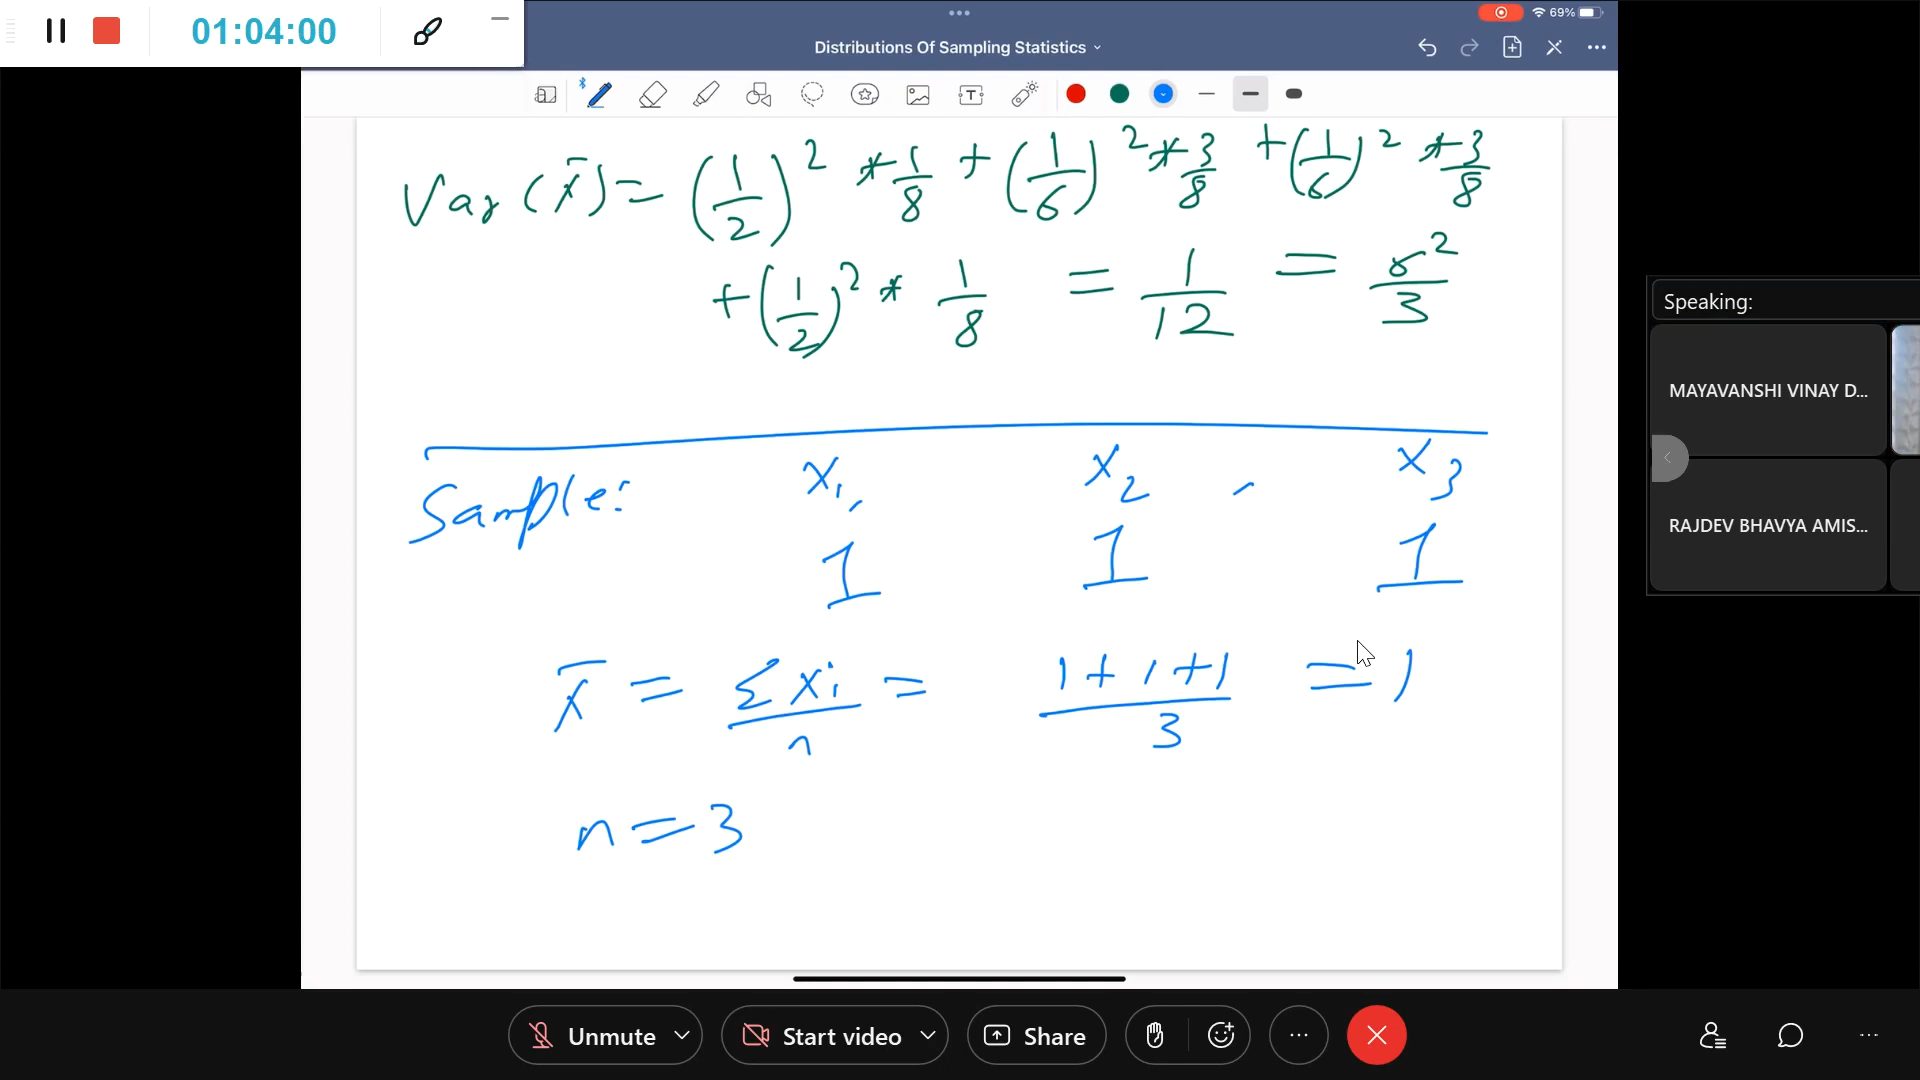 01:04:00
69%
Distributions Of Sampling Statistics
Var (x̄) = (1/2)² * 1/8 + (1/6)² * 3/8 + (1/6)² * 3/8
+ (1/2)² * 1/8 = 1/12 = σ²/3
Sample: x₁, x₂ , x₃
1 1 1
x̄ = Σxi/n = 1+1+1/3 = 1
n = 3
Speaking:
MAYAVANSHI VINAY D...
RAJDEV BHAVYA AMIS...
Unmute Start video Share